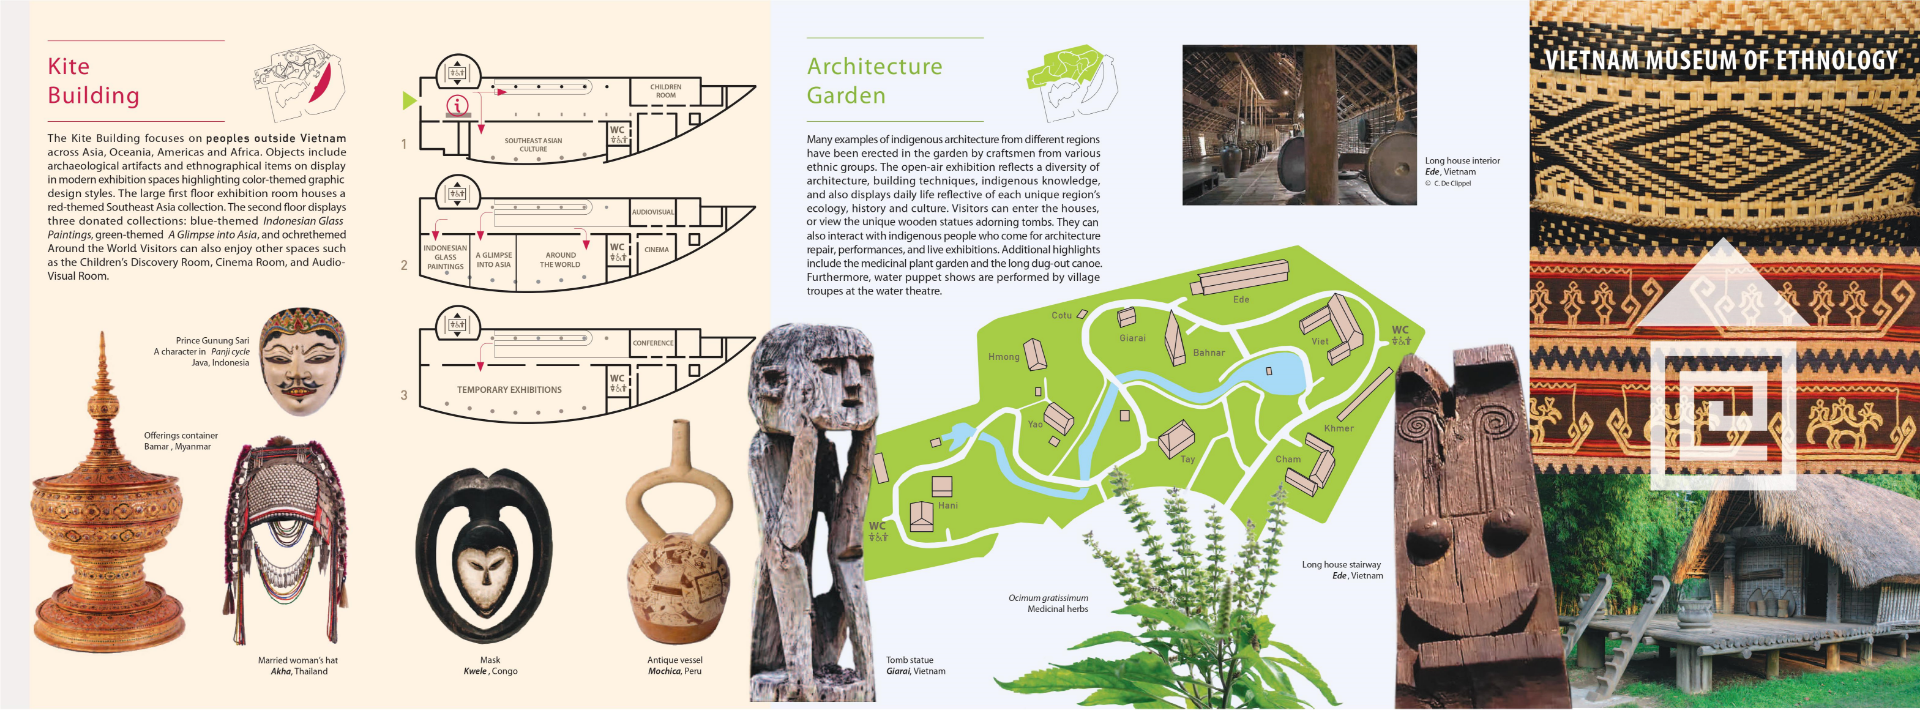 Kite
Building
The Kite Building focuses on peoples outside Vietnam
across Asia, Oceania, Americas and Africa. Objects include
archaeological artifacts and ethnographical items on display
in modern exhibition spaces highlighting color-themed graphic
design styles. The large first floor exhibition room houses a
red-themed Southeast Asia collection. The second floor displays
three donated collections: blue-themed Indonesian Glass
Paintings, green-themed A Glimpse into Asia, and ochrethemed
Around the World. Visitors can also enjoy other spaces such
as the Children's Discovery Room, Cinema Room, and Audio-
Visual Room.
Prince Gunung Sari
A character in Panji cycle
Java, Indonesia
Offerings container
Bamar , Myanmar
Married woman's hat
Akha, Thailand
1
i
CHILDREN
ROOM
SOUTHEAST ASIAN
CULTURE
WC
2
AUDIOVISUAL
INDONESIAN
GLASS
PAINTINGS
A GLIMPSE
INTO ASIA
AROUND
THE WORLD
WC
CINEMA
3
CONFERENCE
TEMPORARY EXHIBITIONS
WC
Mask
Kwele , Congo
Antique vessel
Mochica, Peru
Architecture
Garden
Many examples of indigenous architecture from different regions
have been erected in the garden by craftsmen from various
ethnic groups. The open-air exhibition reflects a diversity of
architecture, building techniques, indigenous knowledge,
and also displays daily life reflective of each unique region's
ecology, history and culture. Visitors can enter the houses,
or view the unique wooden statues adorning tombs. They can
also interact with indigenous people who come for architecture
repair, performances, and live exhibitions. Additional highlights
include the medicinal plant garden and the long dug-out canoe.
Furthermore, water puppet shows are performed by village
troupes at the water theatre.
Long house interior
Ede, Vietnam
© C. De Clippel
Ede
Cotu
Giarai
Bahnar
Viet
WC
Hmong
Yao
Khmer
Tay
Cham
Hani
WC
Long house stairway
Ede , Vietnam
Ocimum gratissimum
Medicinal herbs
Tomb statue
Giarai, Vietnam
VIETNAM MUSEUM OF ETHNOLOGY